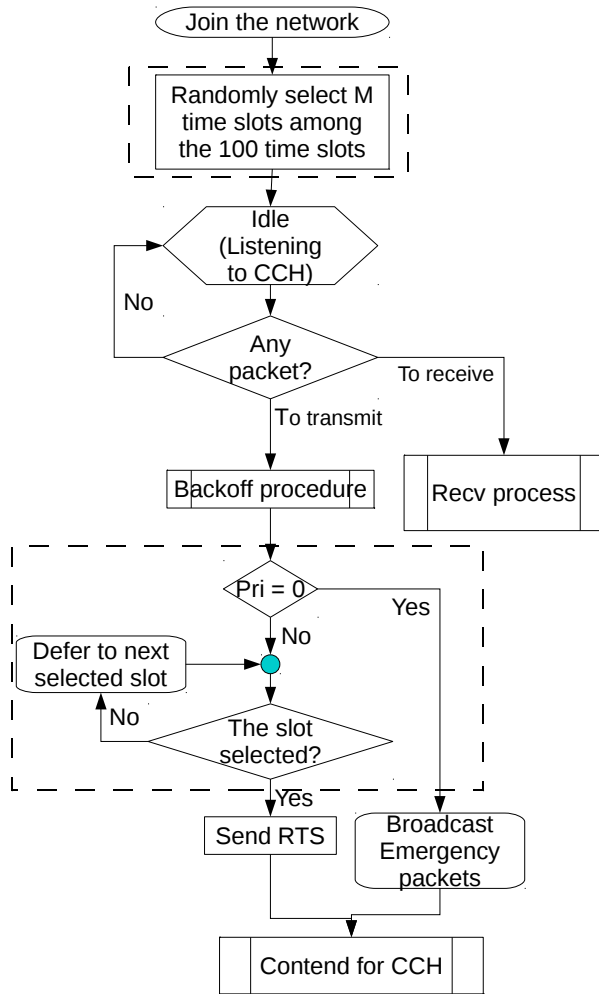 Join the network
Randomly select M
time slots among
the 100 time slots
Idle
(Listening
to CCH)
No
Any
packet?
To receive
To transmit
Backoff procedure
Recv process
Pri = 0
Yes
No
Defer to next
selected slot
No
The slot
selected?
Yes
Send RTS
Broadcast
Emergency
packets
Contend for CCH